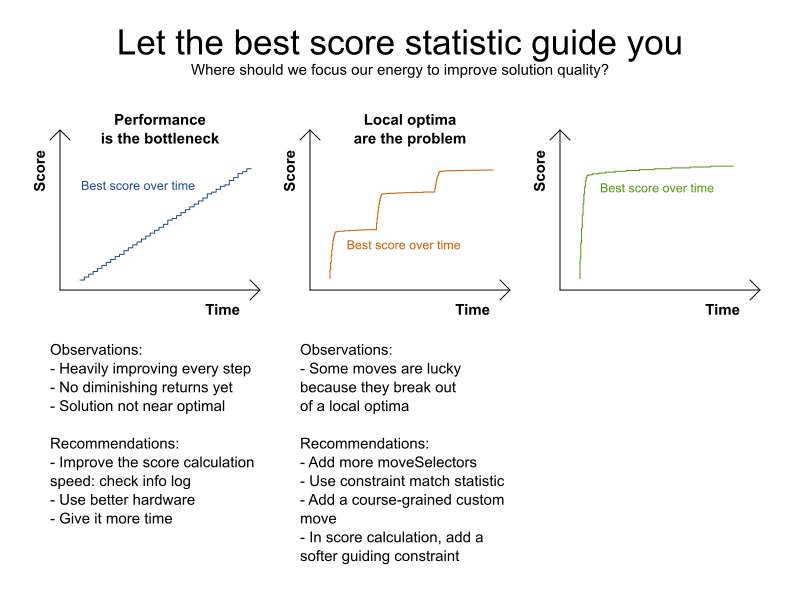 Let the best score statistic guide you
Where should we focus our energy to improve solution quality?
Performance
is the bottleneck
Score
Best score over time
Time
Local optima
are the problem
Score
Best score over time
Time
Score
Best score over time
Time
Observations:
- Heavily improving every step
- No diminishing returns yet
- Solution not near optimal
Recommendations:
- Improve the score calculation
speed: check info log
- Use better hardware
- Give it more time
Observations:
- Some moves are lucky
because they break out
of a local optima
Recommendations:
- Add more moveSelectors
- Use constraint match statistic
- Add a course-grained custom
move
- In score calculation, add a
softer guiding constraint